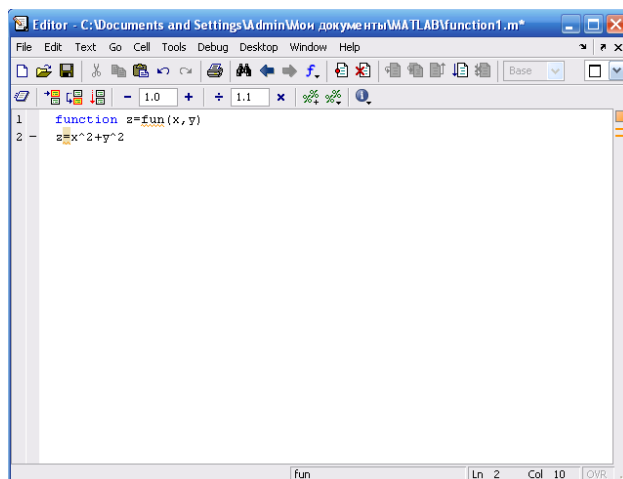 Editor - C:\Documents and Settings\Admin\Мои документы\MATLAB\function1.m*
File Edit Text Go Cell Tools Debug Desktop Window Help
Base
- 1.0 + ÷ 1.1 ×
1 function z=fun(x,y)
2 - z=x^2+y^2
fun Ln 2 Col 10 OVR